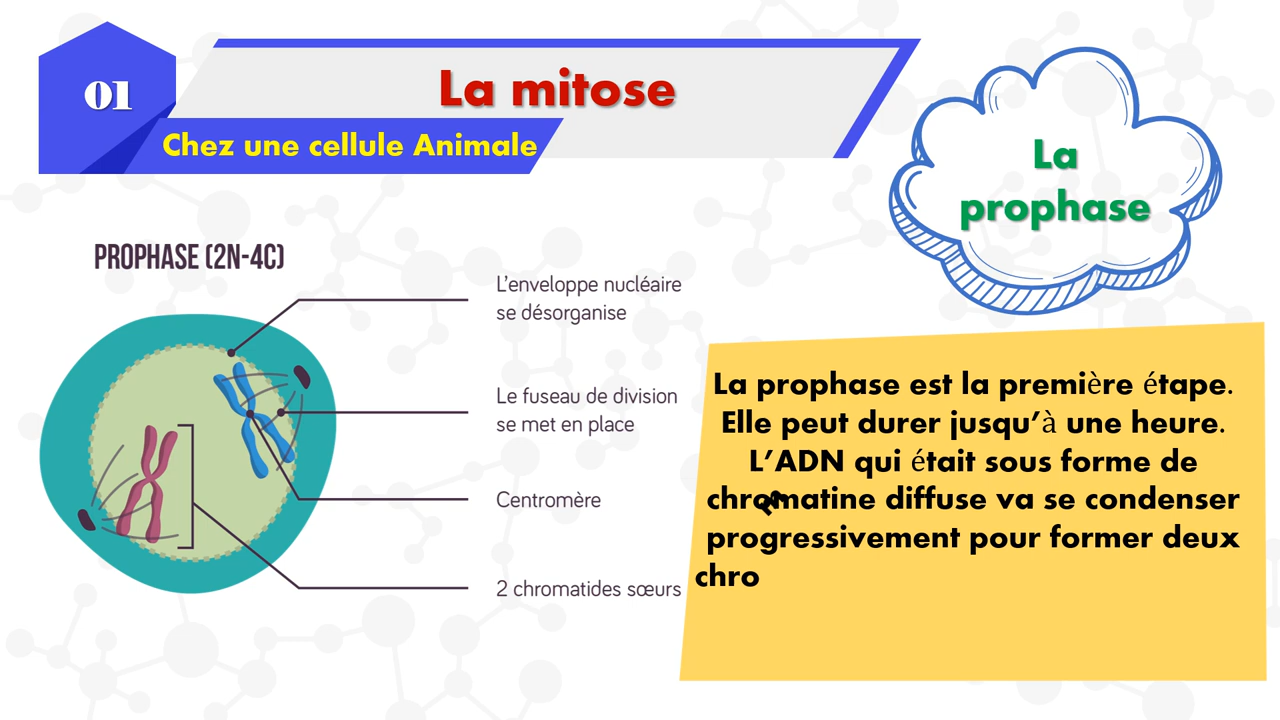 01
La mitose
Chez une cellule Animale
La
prophase
PROPHASE (2N-4C)
L'enveloppe nucléaire
se désorganise
Le fuseau de division
se met en place
Centromère
2 chromatides sœurs
La prophase est la première étape.
Elle peut durer jusqu'à une heure.
L'ADN qui était sous forme de
chromatine diffuse va se condenser
progressivement pour former deux
chro